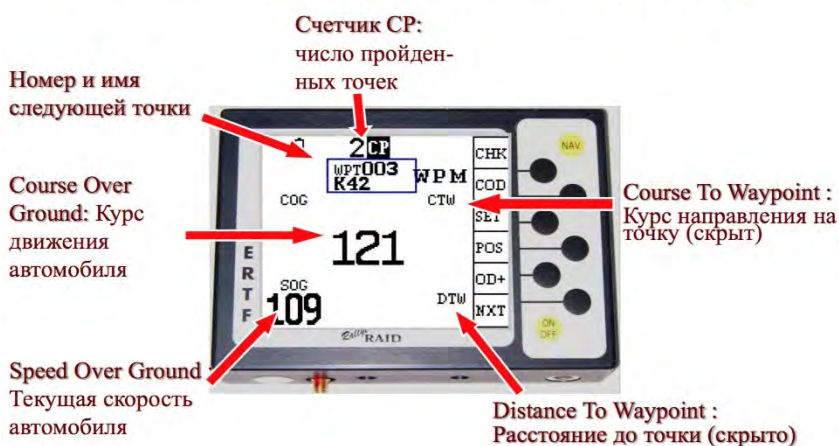 Счетчик CP:
число пройден-
ных точек
Номер и имя
следующей точки
Course Over
Ground: Курс
движения
автомобиля
Speed Over Ground
Текущая скорость
автомобиля
2 CP
WPT003
K42
WPM
COG
CTW
121
SOG
109
DTW
CHK
COD
SET
POS
OD+
NXT
NAV
ON
OFF
ERTF
Rallye RAID
Course To Waypoint :
Курс направления на
точку (скрыт)
Distance To Waypoint :
Расстояние до точки (скрыто)